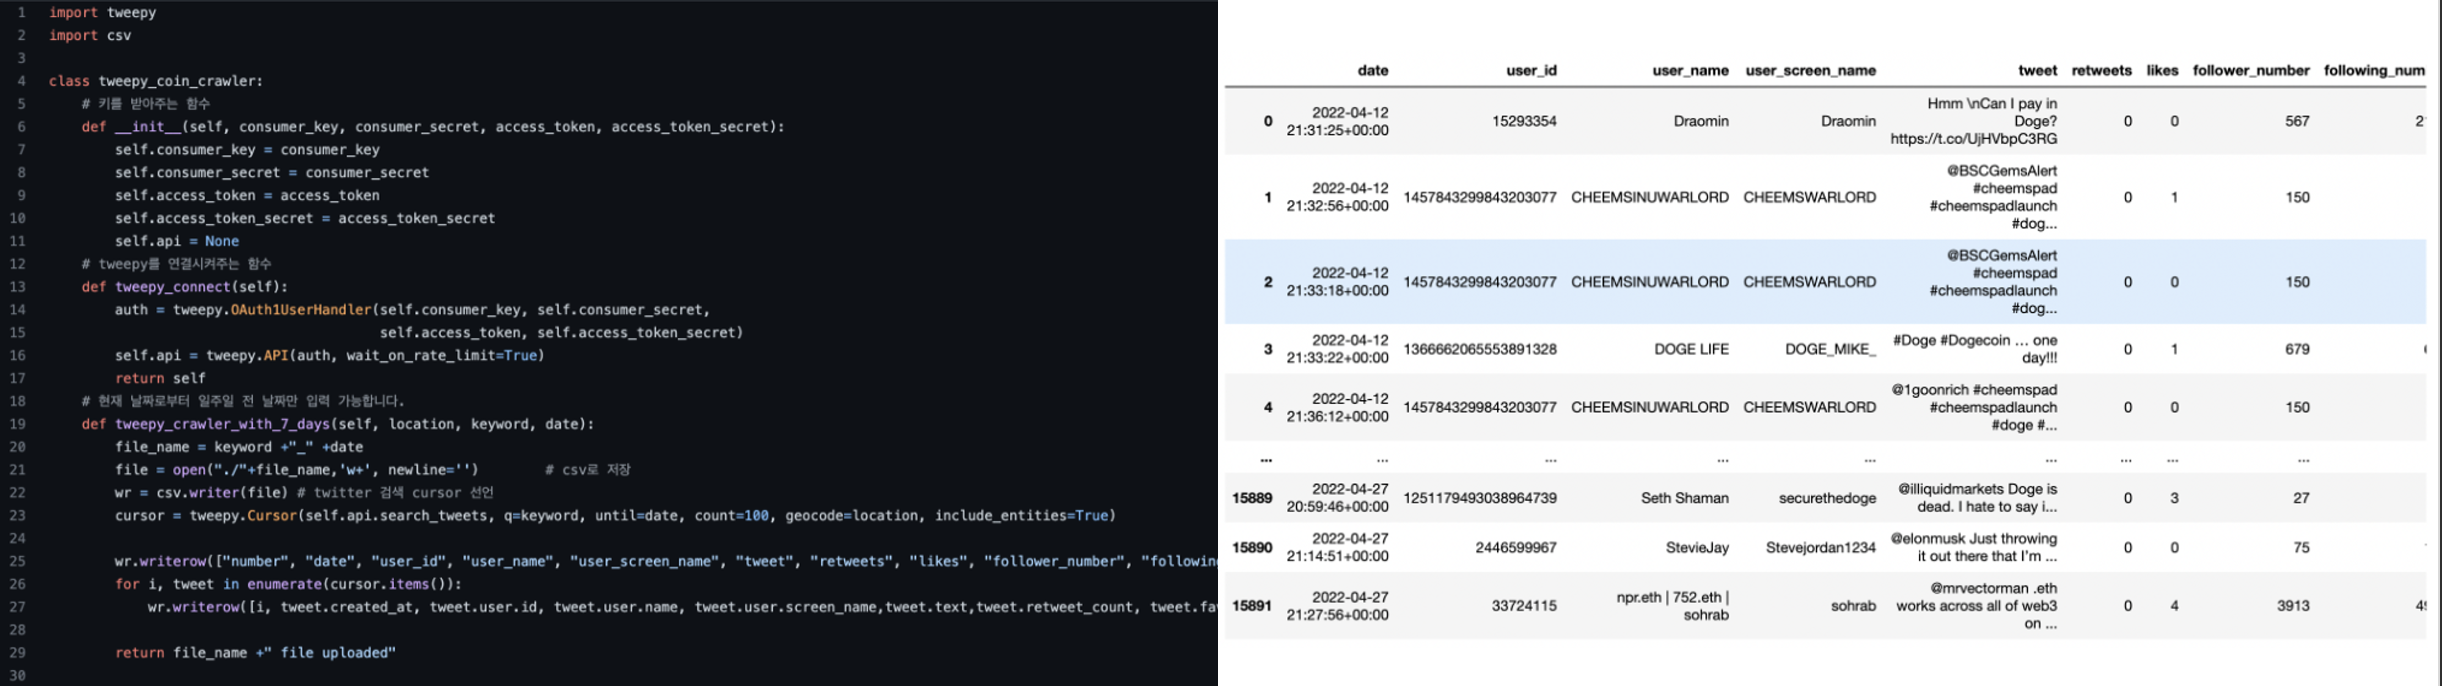 1 import tweepy
2 import csv
3
4 class tweepy_coin_crawler:
5 # 키를 받아주는 함수
6 def __init__(self, consumer_key, consumer_secret, access_token, access_token_secret):
7 self.consumer_key = consumer_key
8 self.consumer_secret = consumer_secret
9 self.access_token = access_token
10 self.access_token_secret = access_token_secret
11 self.api = None
12 # tweepy를 연결시켜주는 함수
13 def tweepy_connect(self):
14 auth = tweepy.OAuth1UserHandler(self.consumer_key, self.consumer_secret,
15 self.access_token, self.access_token_secret)
16 self.api = tweepy.API(auth, wait_on_rate_limit=True)
17 return self
18 # 현재 날짜로부터 일주일 전 날짜만 입력 가능합니다.
19 def tweepy_crawler_with_7_days(self, location, keyword, date):
20 file_name = keyword +"_" +date
21 file = open("./"+file_name,'w+', newline='') # csv로 저장
22 wr = csv.writer(file) # twitter 검색 cursor 선언
23 cursor = tweepy.Cursor(self.api.search_tweets, q=keyword, until=date, count=100, geocode=location, include_entities=True)
24
25 wr.writerow(["number", "date", "user_id", "user_name", "user_screen_name", "tweet", "retweets", "likes", "follower_number", "followin
26 for i, tweet in enumerate(cursor.items()):
27 wr.writerow([i, tweet.created_at, tweet.user.id, tweet.user.name, tweet.user.screen_name,tweet.text,tweet.retweet_count, tweet.fa
28
29 return file_name +" file uploaded"
30
date user_id user_name user_screen_name tweet retweets likes follower_number following_num
0 2022-04-12 21:31:25+00:00 15293354 Draomin Draomin Hmm \nCan I pay in Doge? https://t.co/UjHVbpC3RG 0 0 567 2
1 2022-04-12 21:32:56+00:00 1457843299843203077 CHEEMSINUWARLORD CHEEMSWARLORD @BSCGemsAlert #cheemspad #cheemspadlaunch #dog... 0 1 150
2 2022-04-12 21:33:18+00:00 1457843299843203077 CHEEMSINUWARLORD CHEEMSWARLORD @BSCGemsAlert #cheemspad #cheemspadlaunch #dog... 0 0 150
3 2022-04-12 21:33:22+00:00 1366662065553891328 DOGE LIFE DOGE_MIKE_ #Doge #Dogecoin … one day!!! 0 1 679
4 2022-04-12 21:36:12+00:00 1457843299843203077 CHEEMSINUWARLORD CHEEMSWARLORD @1goonrich #cheemspad #cheemspadlaunch #doge #... 0 0 150
... ... ... ... ... ... ... ... ...
15889 2022-04-27 20:59:46+00:00 1251179493038964739 Seth Shaman securethedoge @illiquidmarkets Doge is dead. I hate to say i... 0 3 27
15890 2022-04-27 21:14:51+00:00 2446599967 StevieJay Stevejordan1234 @elonmusk Just throwing it out there that I'm ... 0 0 75
15891 2022-04-27 21:27:56+00:00 33724115 npr.eth | 752.eth | sohrab sohrab @mrvectorman .eth works across all of web3 on ... 0 4 3913 4